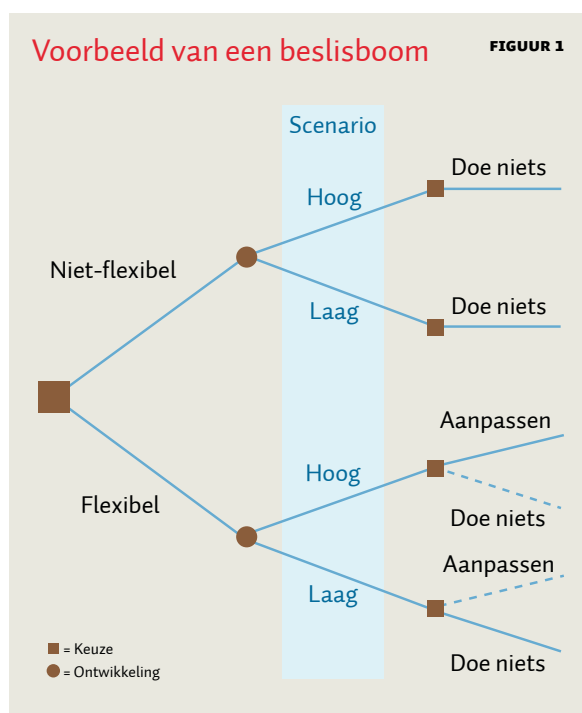 Voorbeeld van een beslisboom
FIGUUR 1
Scenario
Doe niets
Hoog
Niet-flexibel
Laag
Doe niets
Aanpassen
Hoog
Flexibel
Doe niets
Aanpassen
Laag
= Keuze
= Ontwikkeling
Doe niets